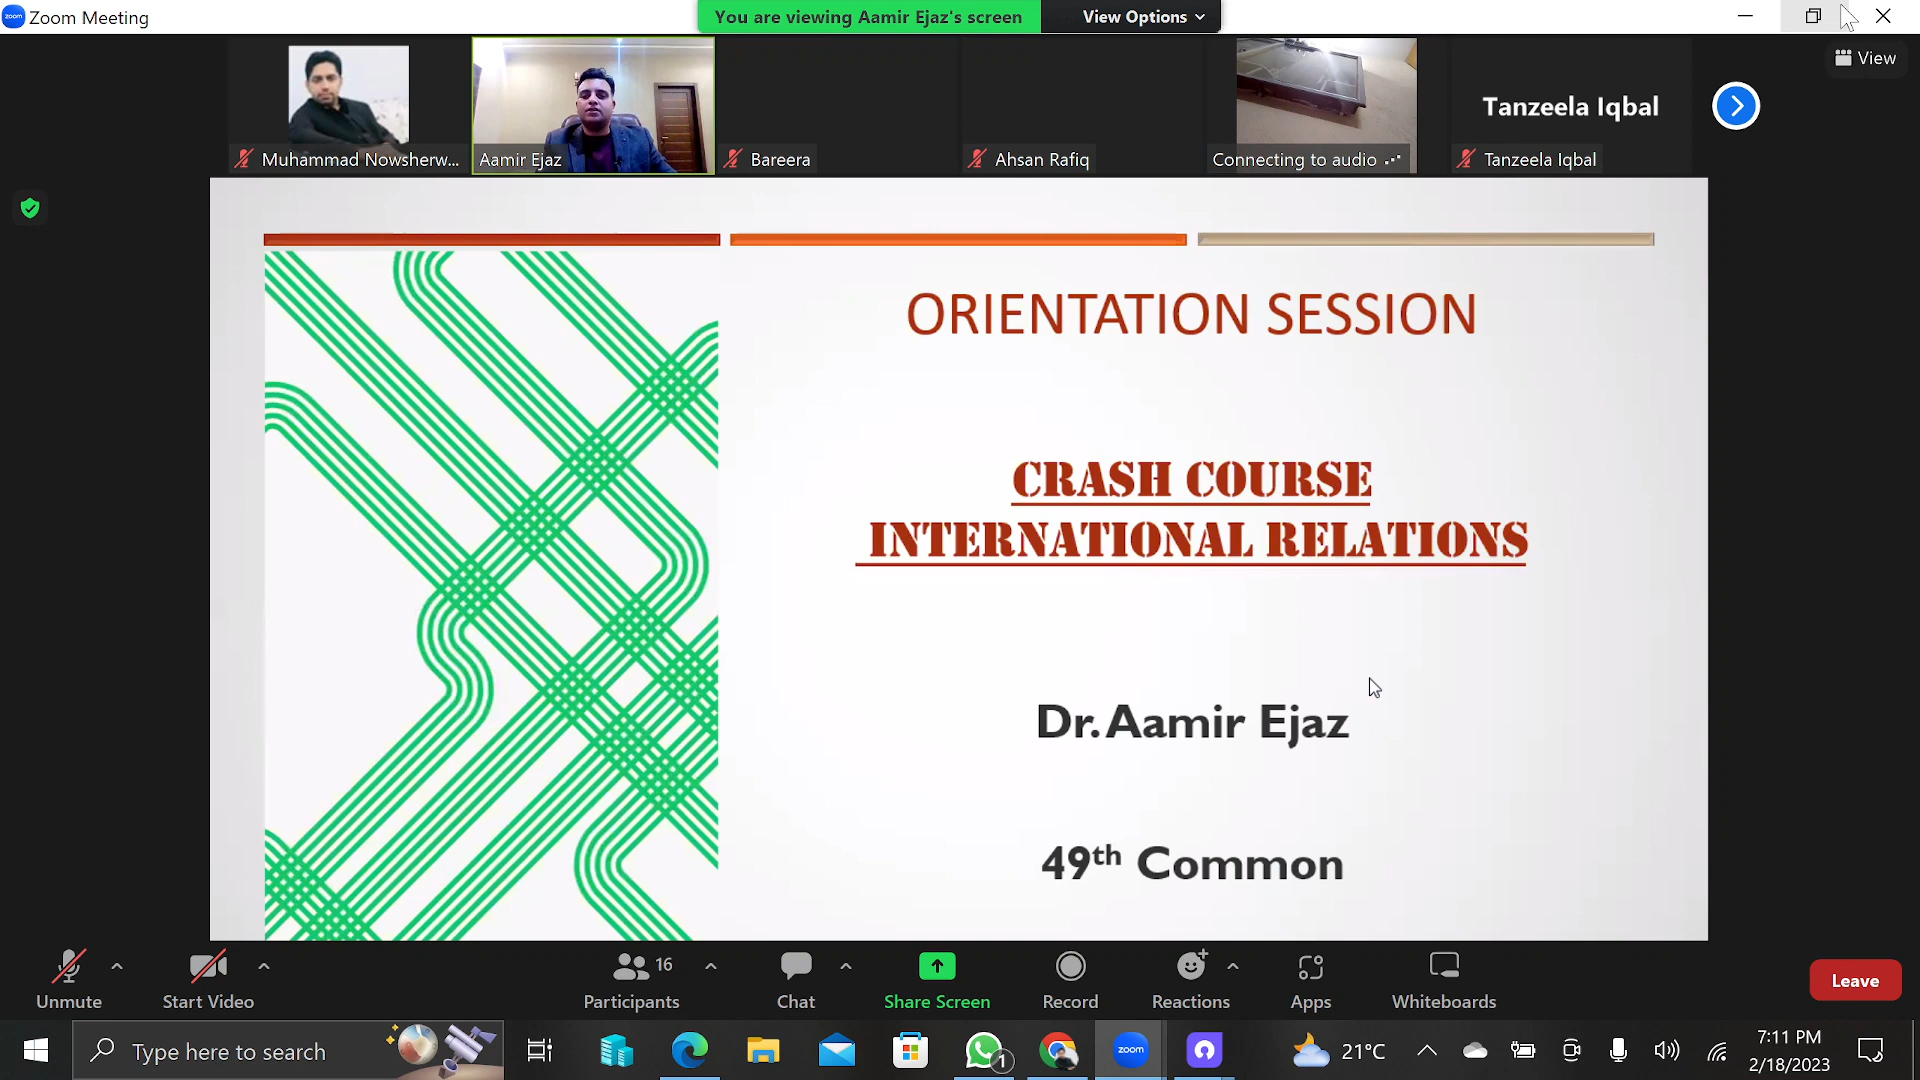 Zoom Meeting
You are viewing Aamir Ejaz's screen
View Options
View
Muhammad Nowsherw...
Aamir Ejaz
Bareera
Ahsan Rafiq
Connecting to audio
Tanzeela Iqbal
Tanzeela Iqbal
ORIENTATION SESSION
CRASH COURSE
INTERNATIONAL RELATIONS
Dr. Aamir Ejaz
49th Common
Unmute
Start Video
16
Participants
Chat
Share Screen
Record
Reactions
Apps
Whiteboards
Leave
Type here to search
1
zoom
21°C
7:11 PM
2/18/2023